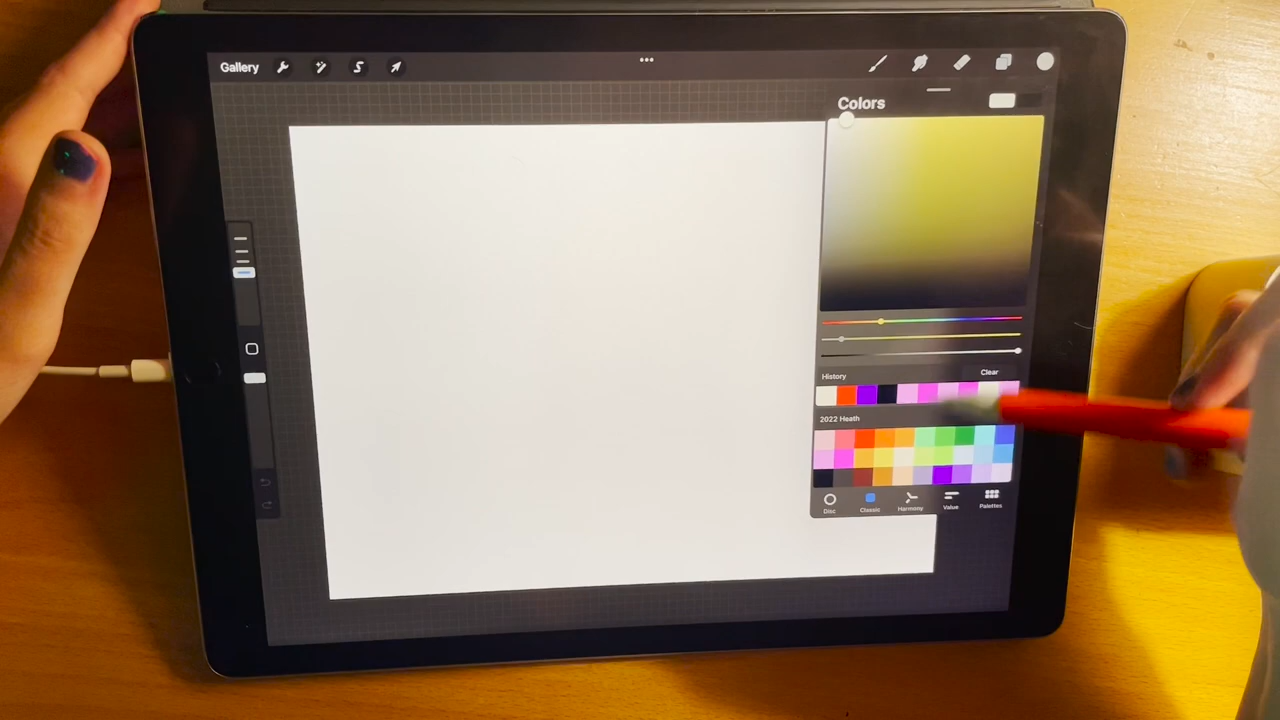 Gallery
Colors
History
Clear
2022 Heath
Disc
Classic
Harmony
Value
Palettes